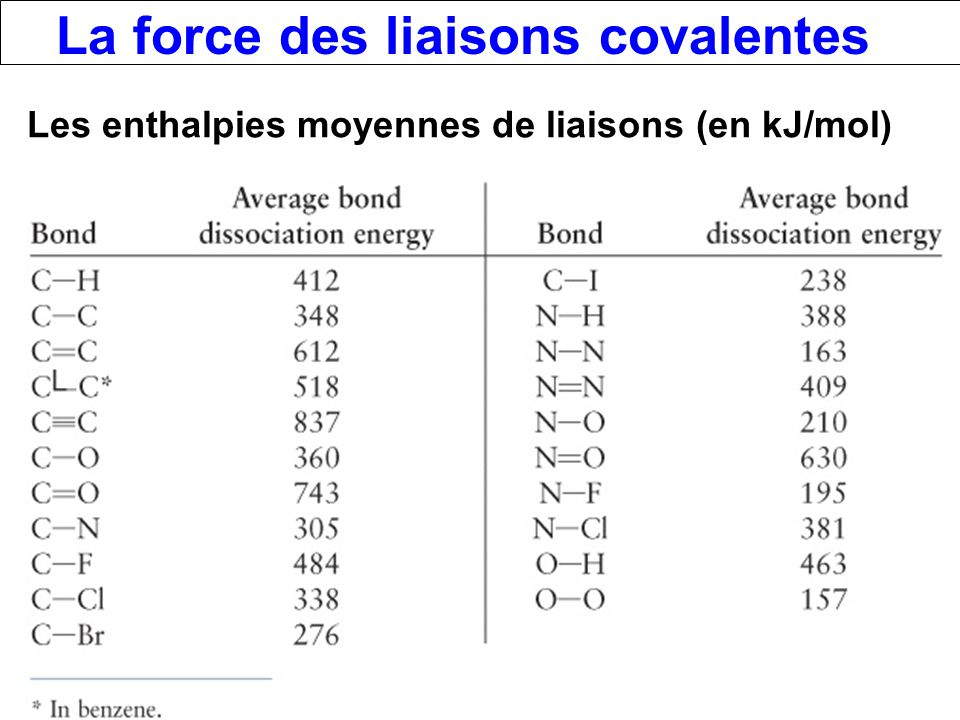 La force des liaisons covalentes
Les enthalpies moyennes de liaisons (en kJ/mol)
Average bond Average bond
Bond dissociation energy Bond dissociation energy
C—H 412 C—I 238
C—C 348 N—H 388
C=C 612 N—N 163
C└–C* 518 N=N 409
C≡C 837 N—O 210
C—O 360 N=O 630
C=O 743 N—F 195
C—N 305 N—Cl 381
C—F 484 O—H 463
C—Cl 338 O—O 157
C—Br 276
* In benzene.